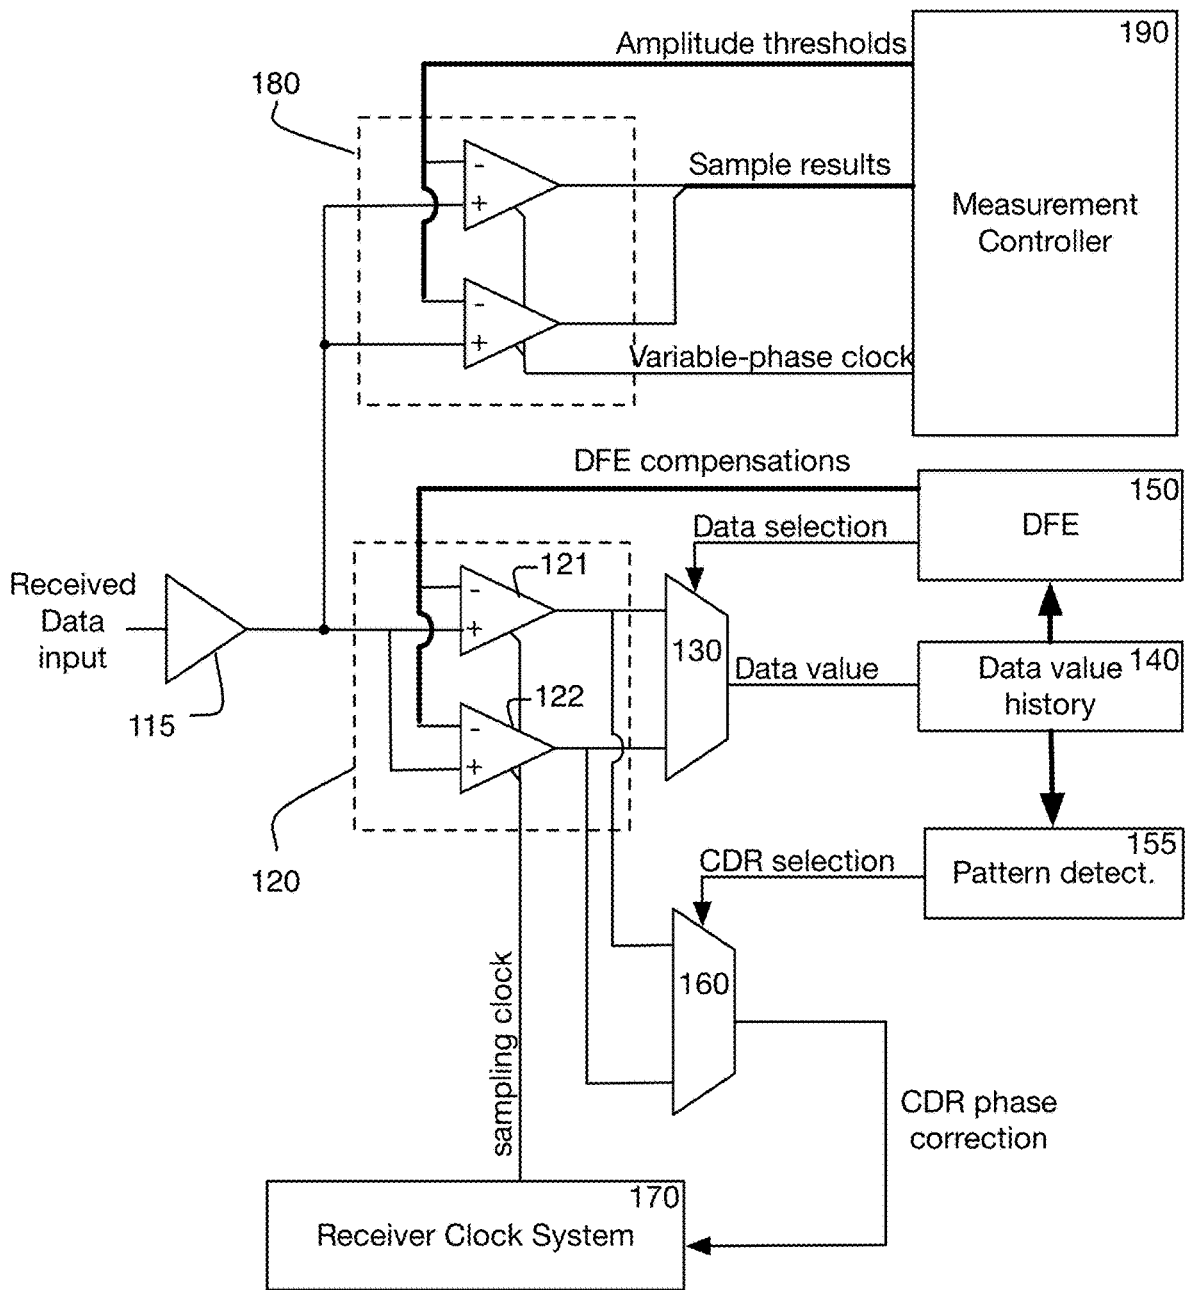 190
Amplitude thresholds
180
-
Sample results
+
Measurement
Controller
-
+
Variable-phase clock
DFE compensations
150
DFE
Data selection
121
Received
Data
input
-
+
130
140
Data value
history
Data value
122
115
-
+
155
Pattern detect.
CDR selection
120
160
sampling clock
CDR phase
correction
170
Receiver Clock System